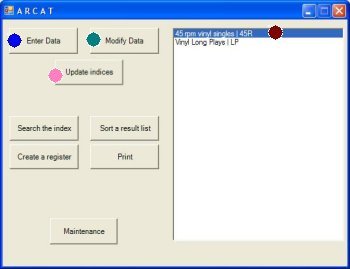 A R C A T
Enter Data
Modify Data
Update indices
45 rpm vinyl singles | 45R
Vinyl Long Plays | LP
Search the index
Sort a result list
Create a register
Print
Maintenance